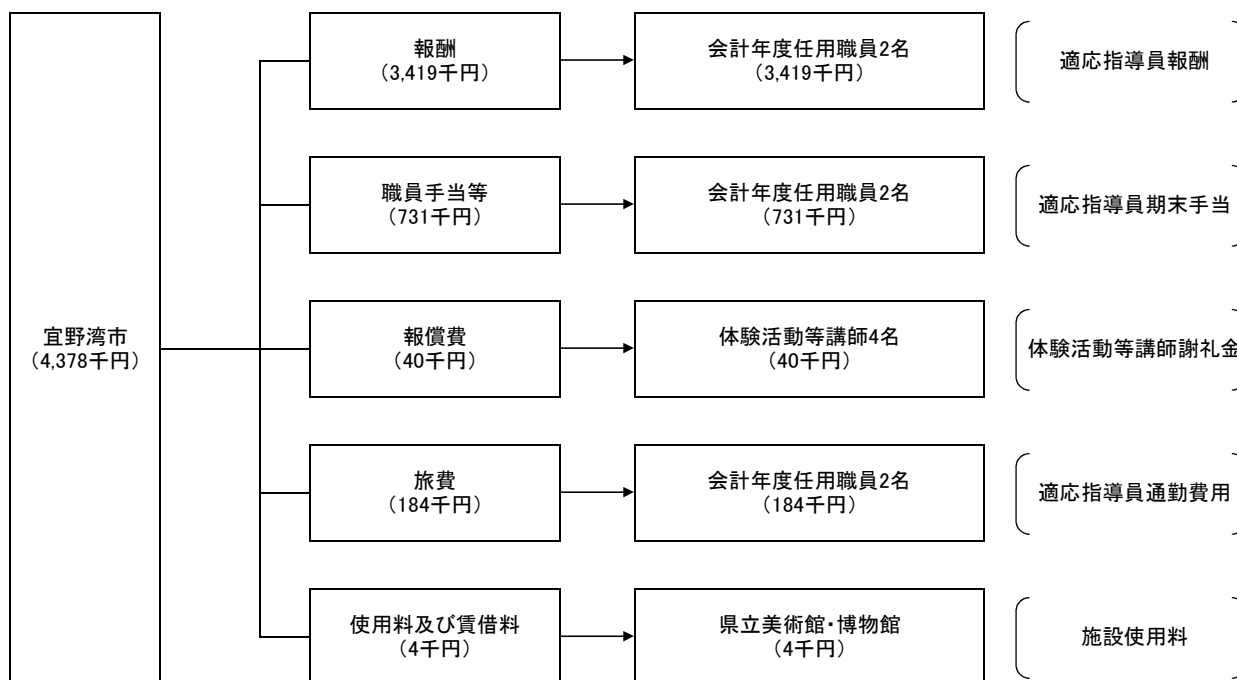 報酬
（3,419千円）
会計年度任用職員2名
（3,419千円）
適応指導員報酬
職員手当等
（731千円）
会計年度任用職員2名
（731千円）
適応指導員期末手当
宜野湾市
（4,378千円）
報償費
（40千円）
体験活動等講師4名
（40千円）
体験活動等講師謝礼金
旅費
（184千円）
会計年度任用職員2名
（184千円）
適応指導員通勤費用
使用料及び賃借料
（4千円）
県立美術館・博物館
（4千円）
施設使用料